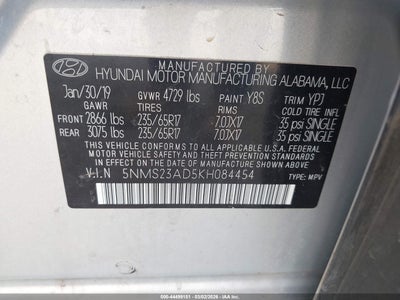 HYUNDAI MOTOR MANUFACTURING ALABAMA, LLC
Jan/30/19 GVWR 4729 lbs PAINT Y8S TRIM YPJ
GAWR TIRES RIMS COLD TIRE INFL
FRONT 2866 lbs 235/65R17 7.0JX17 35 psi SINGLE
REAR 3075 lbs 235/65R17 7.0JX17 35 psi SINGLE
THIS VEHICLE CONFORMS TO ALL APPLICABLE U.S.A. FEDERAL
MOTOR VEHICLE SAFETY, BUMPER, AND THEFT PREVENTION
STANDARDS IN EFFECT ON THE DATE OF MANUFACTURE SHOWN ABOVE.
V.I.N 5NMS23AD5KH084454 TYPE: MPV